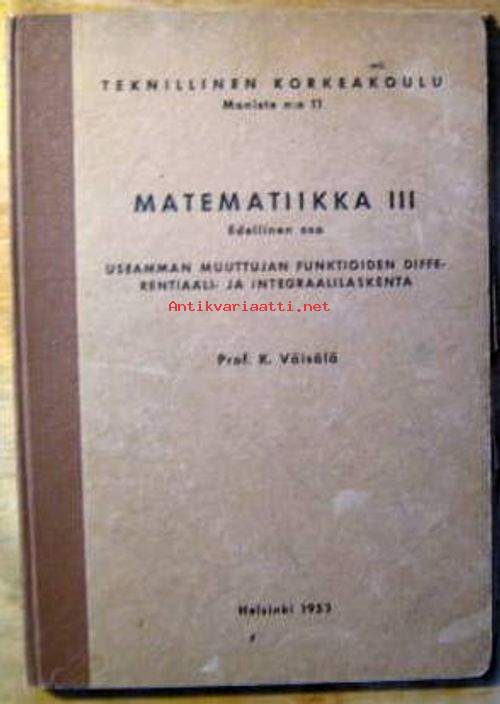 TEKNILLINEN KORKEAKOULU
Moniste n:o 11
MATEMATIIKKA III
Edellinen osa
USEAMMAN MUUTTUJAN FUNKTIOIDEN DIFFE-
RENTIAALI- JA INTEGRAALILASKENTA
Antikvariaatti.net
Prof. K. Väisälä
Helsinki 1953